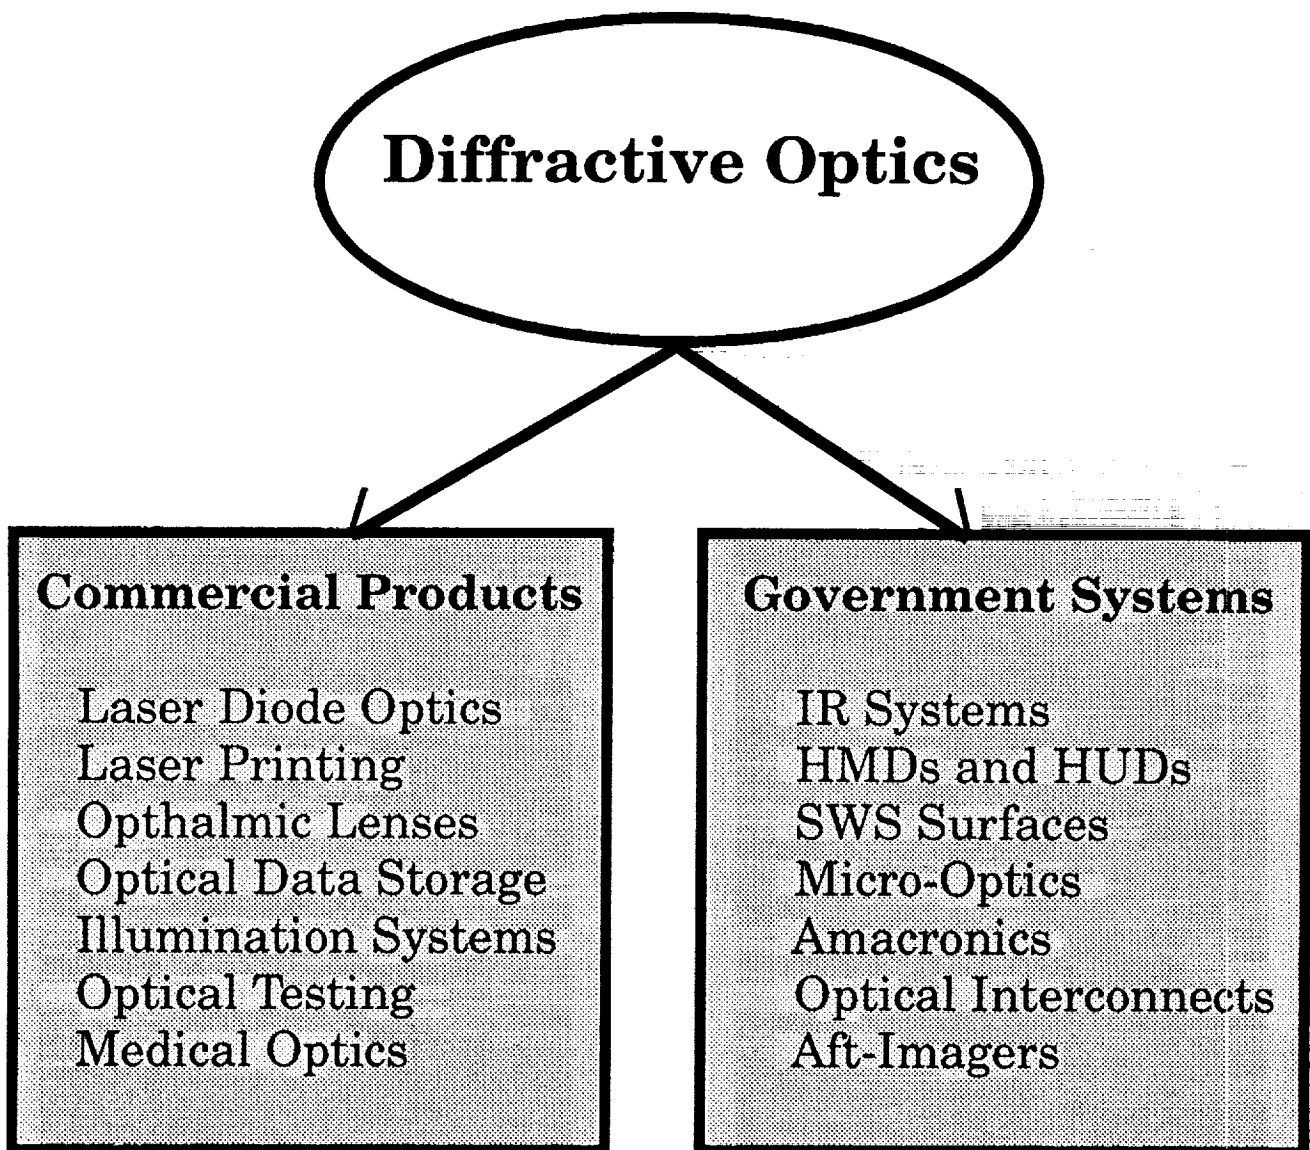 Diffractive Optics
Commercial Products
Laser Diode Optics
Laser Printing
Opthalmic Lenses
Optical Data Storage
Illumination Systems
Optical Testing
Medical Optics
Government Systems
IR Systems
HMDs and HUDs
SWS Surfaces
Micro-Optics
Amacronics
Optical Interconnects
Aft-Imagers